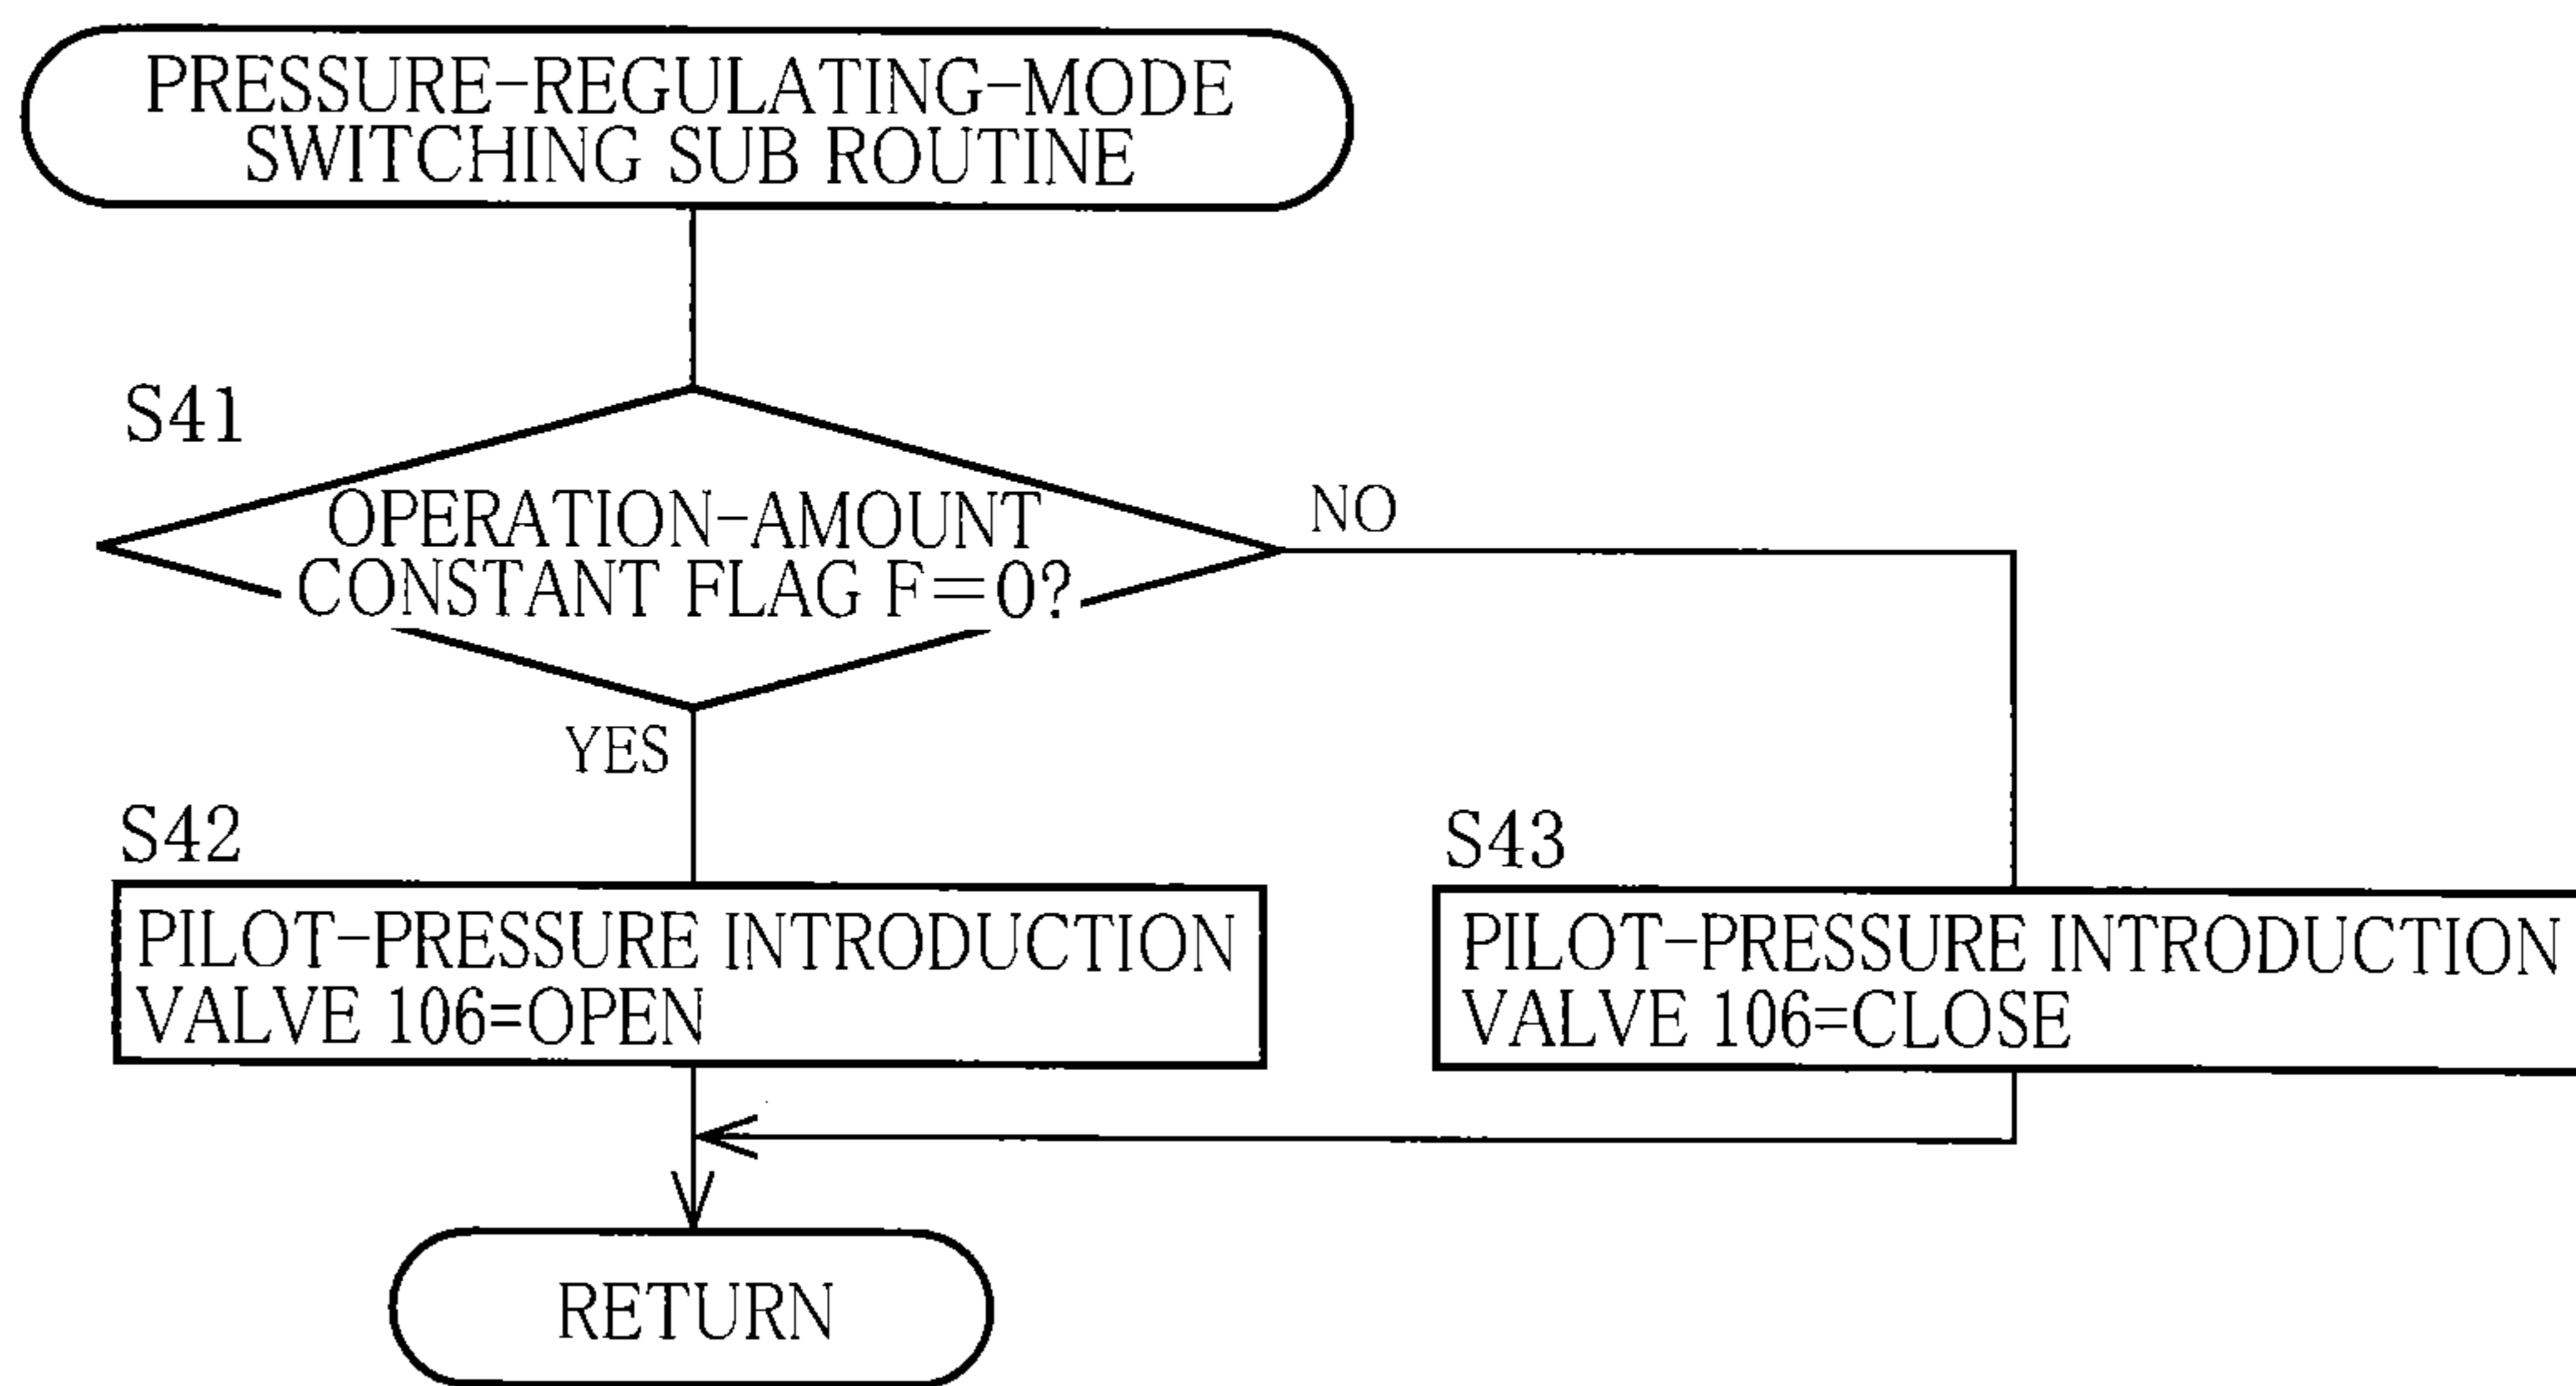 PRESSURE-REGULATING-MODE
SWITCHING SUB ROUTINE
S41
OPERATION-AMOUNT
CONSTANT FLAG F=0?
NO
YES
S42
PILOT-PRESSURE INTRODUCTION
VALVE 106=OPEN
S43
PILOT-PRESSURE INTRODUCTION
VALVE 106=CLOSE
RETURN